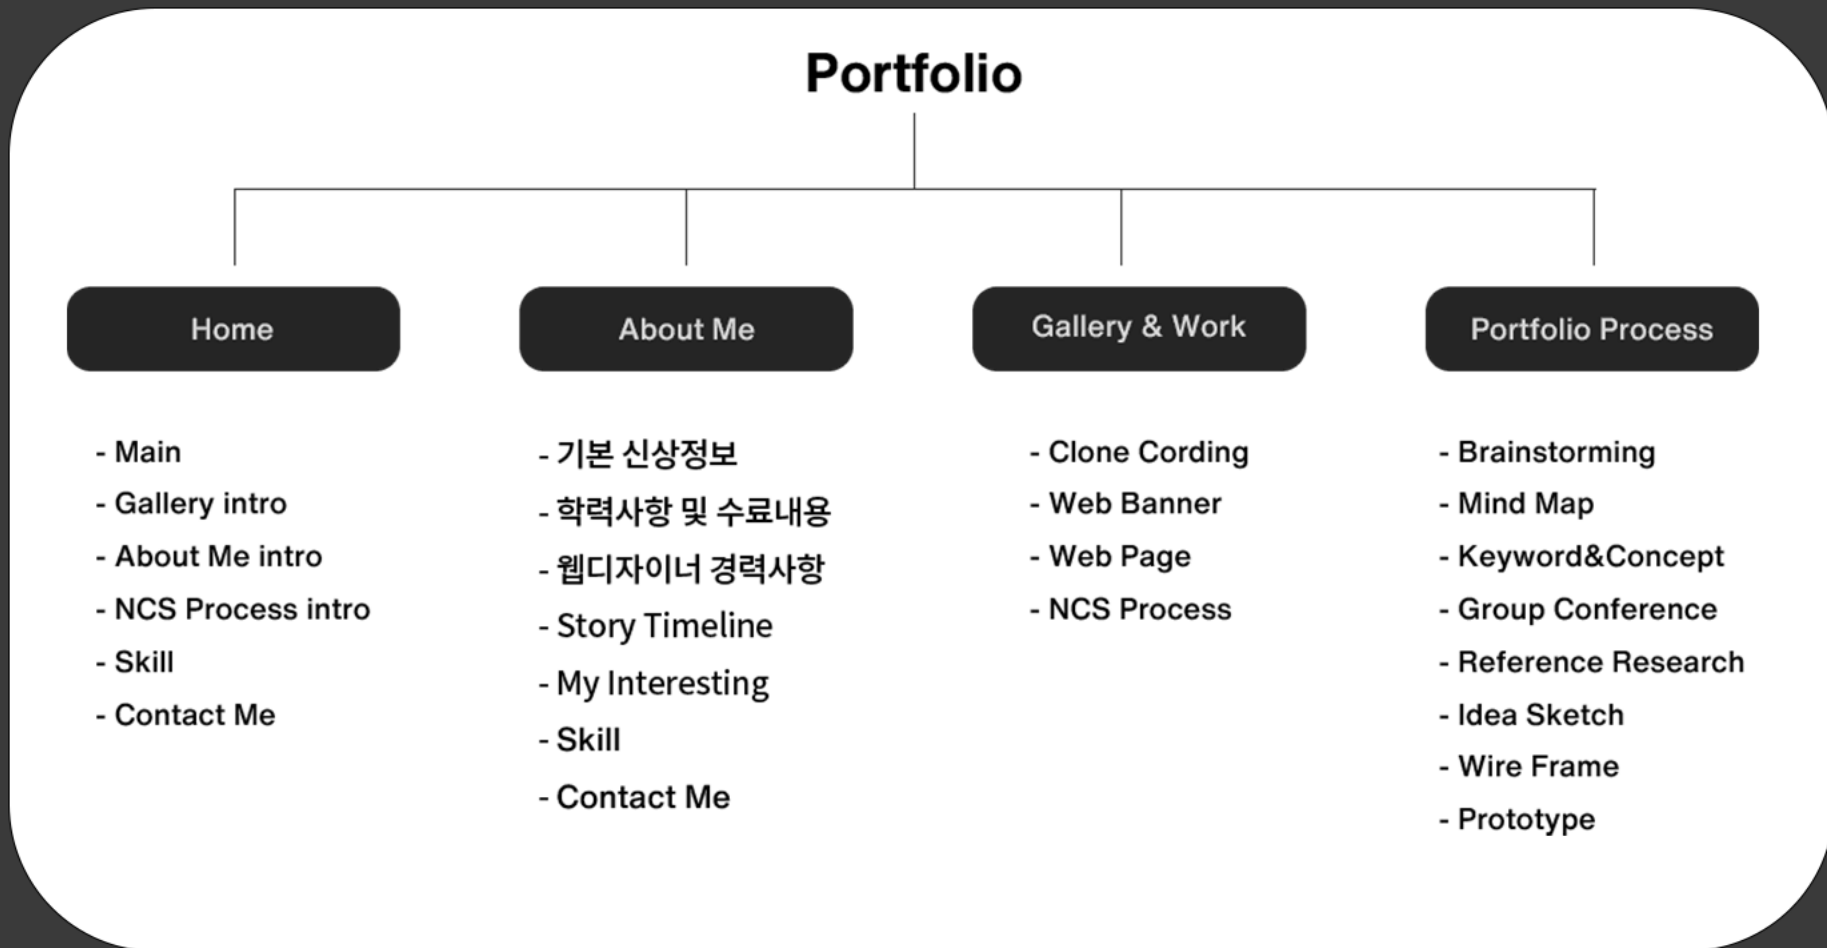 Portfolio
Home
- Main
- Gallery intro
- About Me intro
- NCS Process intro
- Skill
- Contact Me
About Me
- 기본 신상정보
- 학력사항 및 수료내용
- 웹디자이너 경력사항
- Story Timeline
- My Interesting
- Skill
- Contact Me
Gallery & Work
- Clone Cording
- Web Banner
- Web Page
- NCS Process
Portfolio Process
- Brainstorming
- Mind Map
- Keyword&Concept
- Group Conference
- Reference Research
- Idea Sketch
- Wire Frame
- Prototype